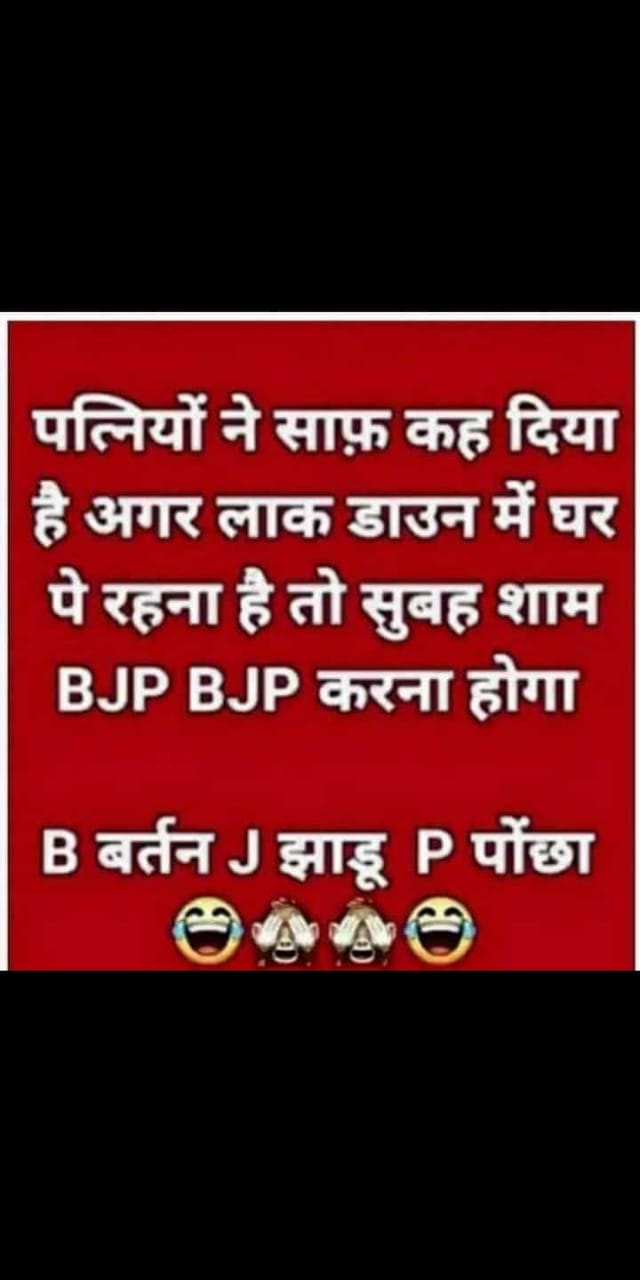 पत्नियों ने साफ़ कह दिया
है अगर लाक डाउन में घर
पे रहना है तो सुबह शाम
BJP BJP करना होगा
B बर्तन J झाडू P पोंछा
😂🙈🙈😂